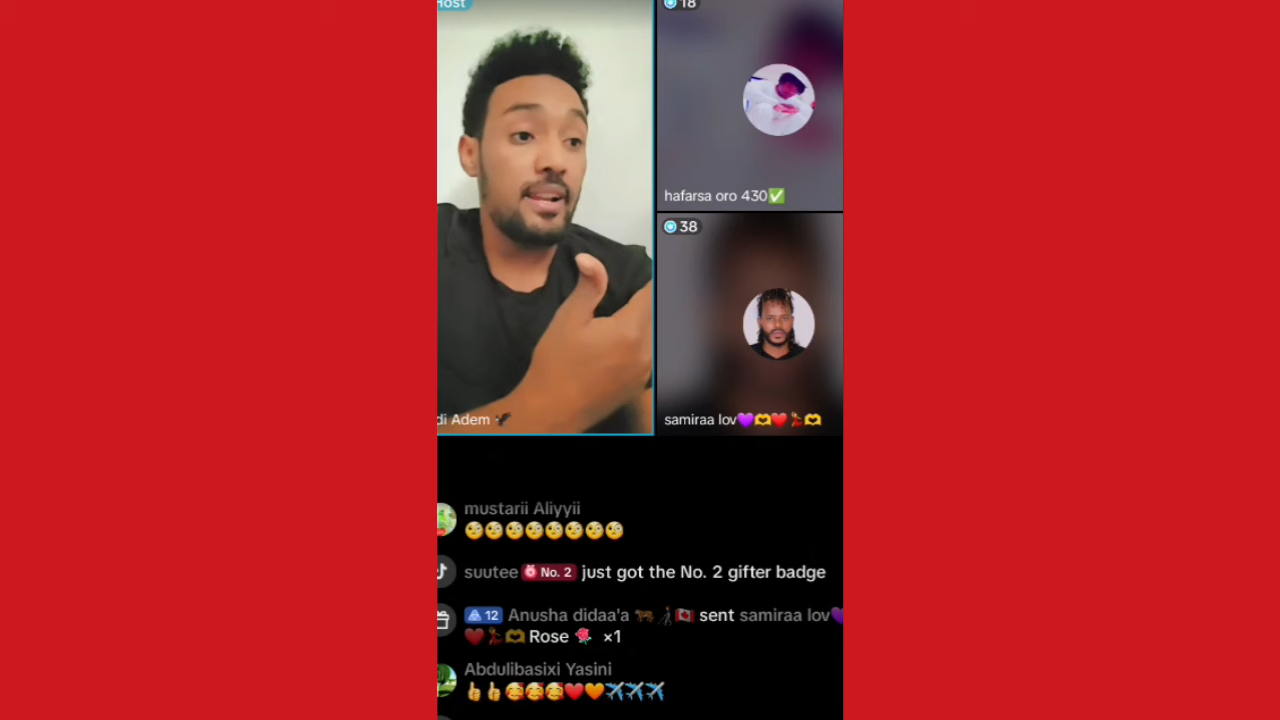 Host
18
hafarsa oro 430✅
38
di Adem
samiraa lov💜🫶❤️💃🫶
mustarii Aliyyii
🧐🧐🧐🧐🧐🧐🧐🧐
suutee No. 2 just got the No. 2 gifter badge
12 Anusha didaa'a 🐅🇨🇦 sent samiraa lov💜
❤️💃🫶 Rose 🌹 ×1
Abdulibasixi Yasini
👍👍🥰🥰🥰❤️🧡✈️✈️✈️